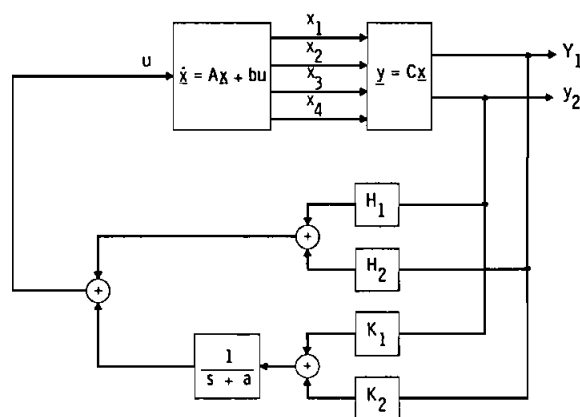 u
ẋ = Ax + bu
x₁
x₂
x₃
x₄
y = Cx
Y₁
y₂
H₁
H₂
K₁
K₂
+
+
+
1
s + a